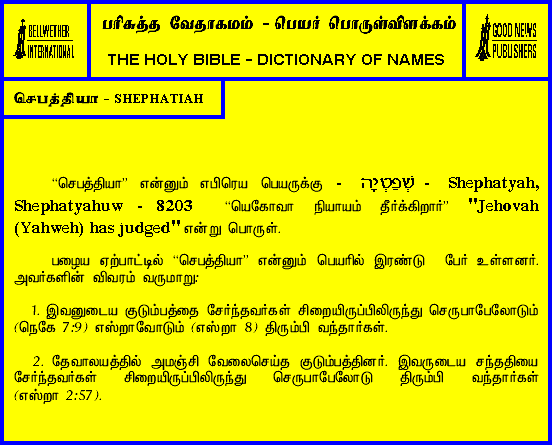 BELLWETHER
INTERNATIONAL
பரிசுத்த வேதாகமம் - பெயர் பொருள்விளக்கம்
THE HOLY BIBLE - DICTIONARY OF NAMES
GOOD NEWS
PUBLISHERS
செபத்தியா - SHEPHATIAH
“செபத்தியா” என்னும் எபிரெய பெயருக்கு - שְׁפַטְיָה - Shephatyah,
Shephatyahuw - 8203 “யெகோவா நியாயம் தீர்க்கிறார்” "Jehovah
(Yahweh) has judged" என்று பொருள்.
பழைய ஏற்பாட்டில் “செபத்தியா” என்னும் பெயரில் இரண்டு பேர் உள்ளனர்.
அவர்களின் விவரம் வருமாறு:
1. இவனுடைய குடும்பத்தை சேர்ந்தவர்கள் சிறையிருப்பிலிருந்து செருபாபேலோடும்
(நெகே 7:9) எஸ்றாவோடும் (எஸ்றா 8) திரும்பி வந்தார்கள்.
2. தேவாலயத்தில் அமஞ்சி வேலைசெய்த குடும்பத்தினர். இவருடைய சந்ததியை
சேர்ந்தவர்கள் சிறையிருப்பிலிருந்து செருபாபேலோடு திரும்பி வந்தார்கள்
(எஸ்றா 2:57).